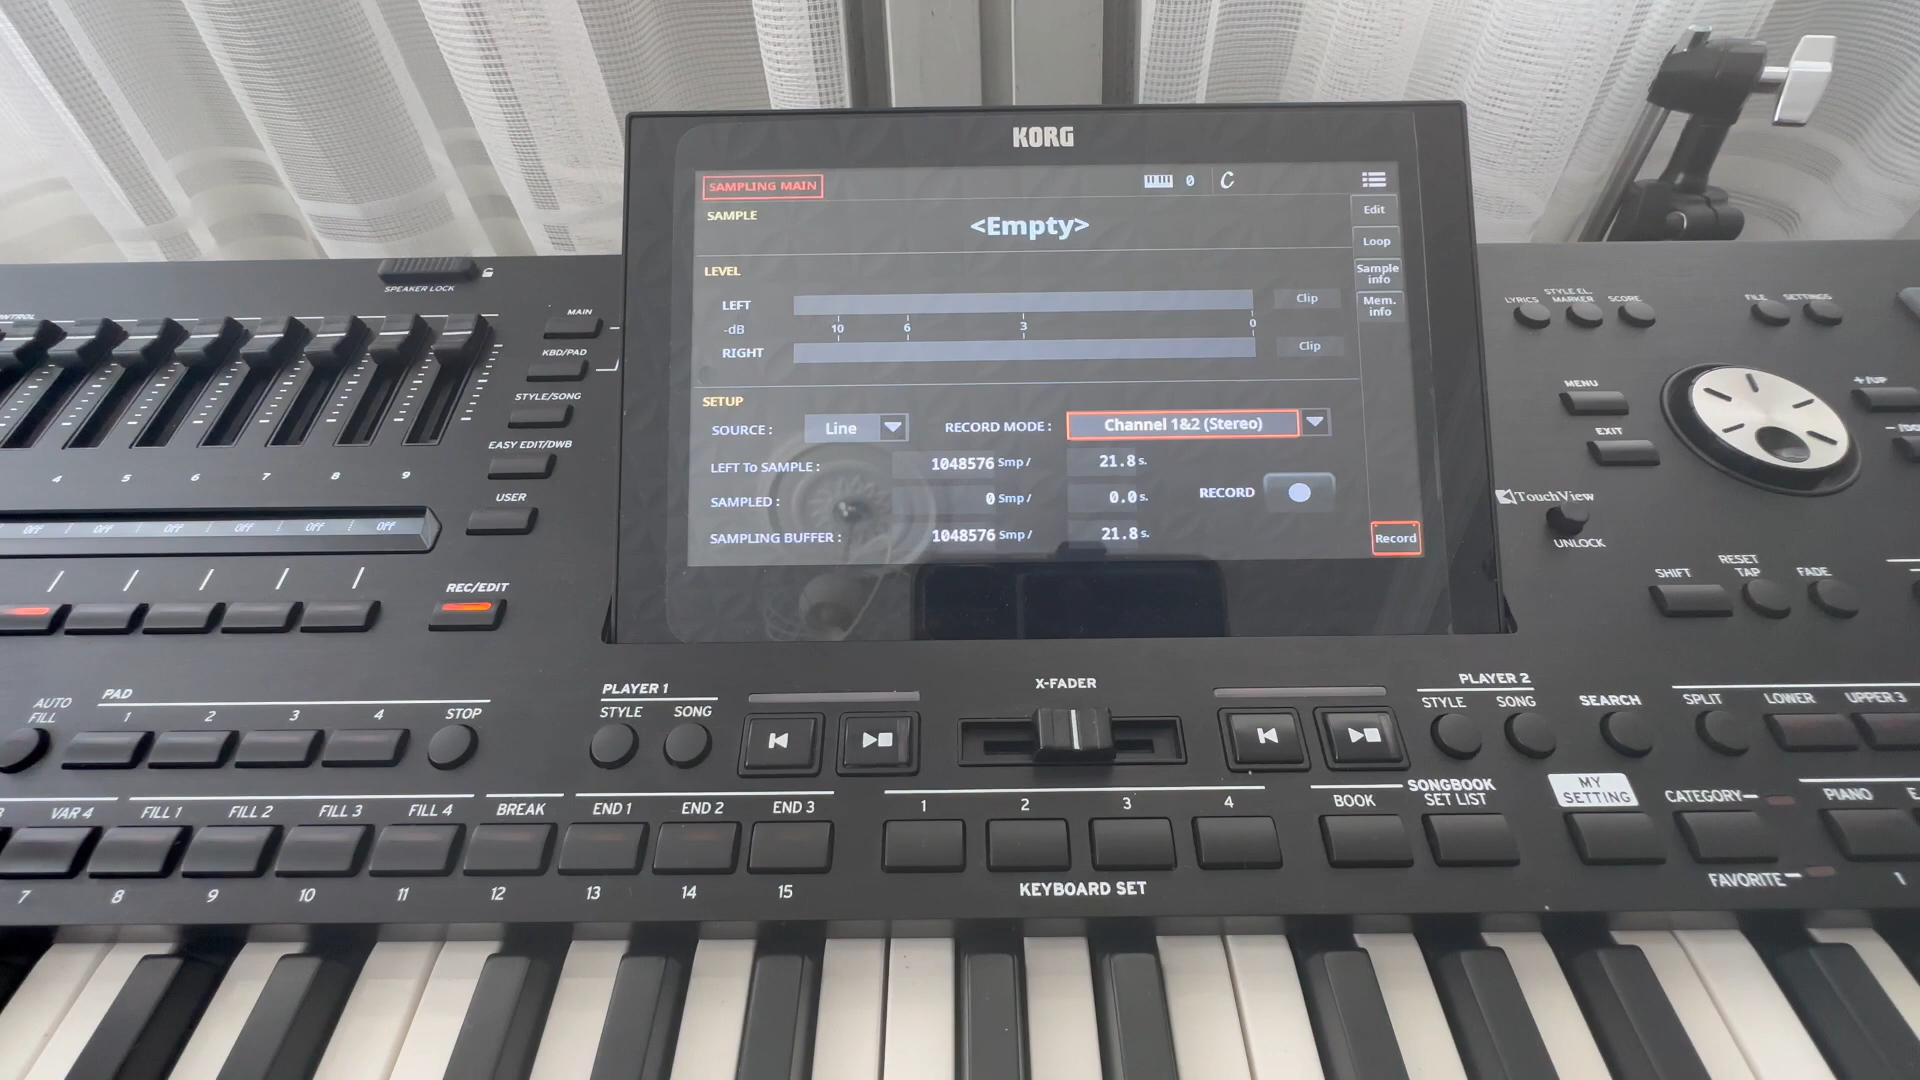 KORG
SAMPLING MAIN
0
C
SAMPLE
<Empty>
Edit
Loop
Sample info
Mem. info
LEVEL
LEFT
Clip
-dB
10
6
3
0
RIGHT
Clip
SETUP
SOURCE :
Line
RECORD MODE :
Channel 1&2 (Stereo)
LEFT To SAMPLE :
1048576 Smp/
21.8 s.
SAMPLED :
0 Smp/
0.0 s.
RECORD
SAMPLING BUFFER :
1048576 Smp/
21.8 s.
Record
SPEAKER LOCK
MAIN
KBD/PAD
STYLE/SONG
EASY EDIT/DWB
USER
4
5
6
7
8
9
Off
Off
Off
Off
Off
Off
REC/EDIT
LYRICS
STYLE EL. MARKER
SCORE
FILE
SETTINGS
MENU
EXIT
+/UP
TouchView
UNLOCK
SHIFT
RESET
TAP
FADE
AUTO FILL
PAD
1
2
3
4
STOP
PLAYER 1
STYLE
SONG
X-FADER
PLAYER 2
STYLE
SONG
SEARCH
SPLIT
LOWER
UPPER 3
VAR 4
FILL 1
FILL 2
FILL 3
FILL 4
BREAK
END 1
END 2
END 3
1
2
3
4
BOOK
SONGBOOK
SET LIST
MY SETTING
CATEGORY
PIANO
FAVORITE
1
7
8
9
10
11
12
13
14
15
KEYBOARD SET